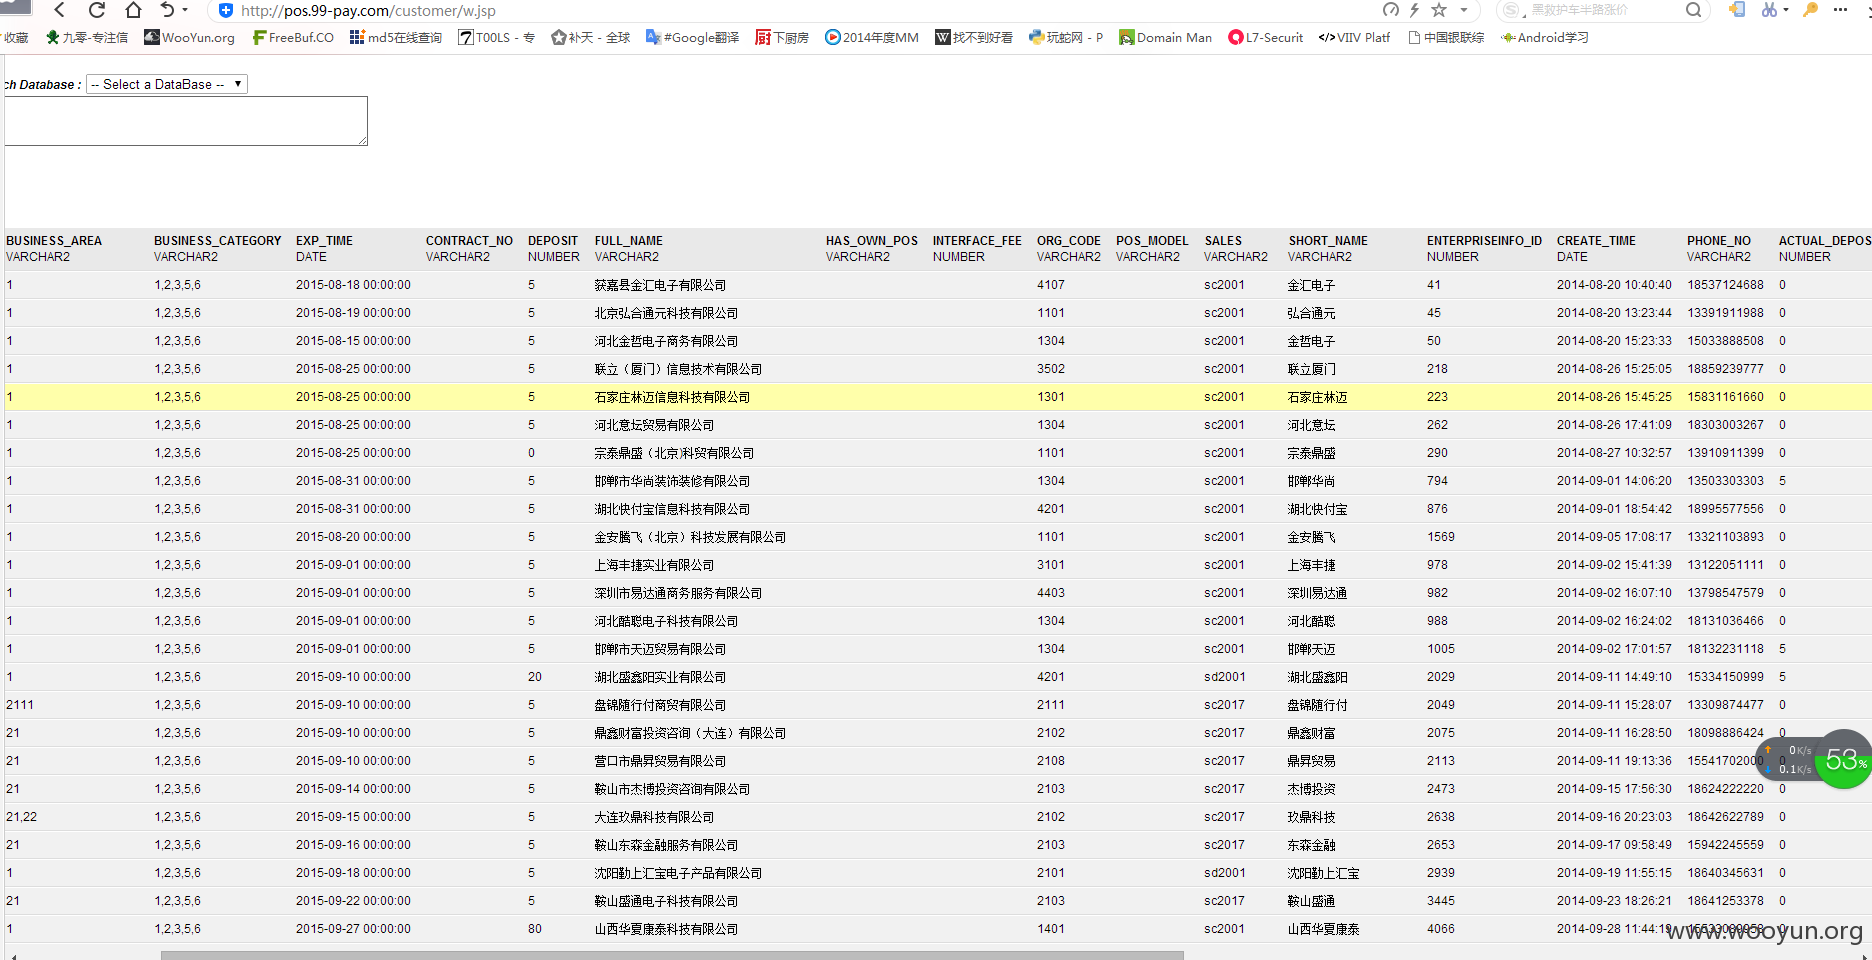 http://pos.99-pay.com/customer/w.jsp 黑救护车半路涨价
收藏 九零-专注信 WooYun.org FreeBuf.CO md5在线查询 T00LS - 专 补天 - 全球 #Google翻译 下厨房 2014年度MM 找不到好看 玩蛇网 - P Domain Man L7-Securit VIIV Platf 中国银联综 Android学习
ch Database : -- Select a DataBase --
BUSINESS_AREA BUSINESS_CATEGORY EXP_TIME CONTRACT_NO DEPOSIT FULL_NAME HAS_OWN_POS INTERFACE_FEE ORG_CODE POS_MODEL SALES SHORT_NAME ENTERPRISEINFO_ID CREATE_TIME PHONE_NO ACTUAL_DEPOS
VARCHAR2 VARCHAR2 DATE VARCHAR2 NUMBER VARCHAR2 VARCHAR2 NUMBER VARCHAR2 VARCHAR2 VARCHAR2 VARCHAR2 NUMBER DATE VARCHAR2 NUMBER
1 1,2,3,5,6 2015-08-18 00:00:00 5 获嘉县金汇电子有限公司 4107 sc2001 金汇电子 41 2014-08-20 10:40:40 18537124688 0
1 1,2,3,5,6 2015-08-19 00:00:00 5 北京弘合通元科技有限公司 1101 sc2001 弘合通元 45 2014-08-20 13:23:44 13391911988 0
1 1,2,3,5,6 2015-08-15 00:00:00 5 河北金哲电子商务有限公司 1304 sc2001 金哲电子 50 2014-08-20 15:23:33 15033888508 0
1 1,2,3,5,6 2015-08-25 00:00:00 5 联立（厦门）信息技术有限公司 3502 sc2001 联立厦门 218 2014-08-26 15:25:05 18859239777 0
1 1,2,3,5,6 2015-08-25 00:00:00 5 石家庄林迈信息科技有限公司 1301 sc2001 石家庄林迈 223 2014-08-26 15:45:25 15831161660 0
1 1,2,3,5,6 2015-08-25 00:00:00 5 河北意坛贸易有限公司 1304 sc2001 河北意坛 262 2014-08-26 17:41:09 18303003267 0
1 1,2,3,5,6 2015-08-25 00:00:00 0 宗泰鼎盛（北京)科贸有限公司 1101 sc2001 宗泰鼎盛 290 2014-08-27 10:32:57 13910911399 0
1 1,2,3,5,6 2015-08-31 00:00:00 5 邯郸市华尚装饰装修有限公司 1304 sc2001 邯郸华尚 794 2014-09-01 14:06:20 13503303303 5
1 1,2,3,5,6 2015-08-31 00:00:00 5 湖北快付宝信息科技有限公司 4201 sc2001 湖北快付宝 876 2014-09-01 18:54:42 18995577556 0
1 1,2,3,5,6 2015-08-20 00:00:00 5 金安腾飞（北京）科技发展有限公司 1101 sc2001 金安腾飞 1569 2014-09-05 17:08:17 13321103893 0
1 1,2,3,5,6 2015-09-01 00:00:00 5 上海丰捷实业有限公司 3101 sc2001 上海丰捷 978 2014-09-02 15:41:39 13122051111 0
1 1,2,3,5,6 2015-09-01 00:00:00 5 深圳市易达通商务服务有限公司 4403 sc2001 深圳易达通 982 2014-09-02 16:07:10 13798547579 0
1 1,2,3,5,6 2015-09-01 00:00:00 5 河北酷聪电子科技有限公司 1304 sc2001 河北酷聪 988 2014-09-02 16:24:02 18131036466 0
1 1,2,3,5,6 2015-09-01 00:00:00 5 邯郸市天迈贸易有限公司 1304 sc2001 邯郸天迈 1005 2014-09-02 17:01:57 18132231118 5
1 1,2,3,5,6 2015-09-10 00:00:00 20 湖北盛鑫阳实业有限公司 4201 sd2001 湖北盛鑫阳 2029 2014-09-11 14:49:10 15334150999 5
2111 1,2,3,5,6 2015-09-10 00:00:00 5 盘锦随行付商贸有限公司 2111 sc2017 盘锦随行付 2049 2014-09-11 15:28:07 13309874477 0
21 1,2,3,5,6 2015-09-10 00:00:00 5 鼎鑫财富投资咨询（大连）有限公司 2102 sc2017 鼎鑫财富 2075 2014-09-11 16:28:50 18098886424 0
21 1,2,3,5,6 2015-09-10 00:00:00 5 营口市鼎昇贸易有限公司 2108 sc2017 鼎昇贸易 2113 2014-09-11 19:13:36 15541702000 0
21 1,2,3,5,6 2015-09-14 00:00:00 5 鞍山市杰博投资咨询有限公司 2103 sc2017 杰博投资 2473 2014-09-15 17:56:30 18624222220 0
21,22 1,2,3,5,6 2015-09-15 00:00:00 5 大连玖鼎科技有限公司 2102 sc2017 玖鼎科技 2638 2014-09-16 20:23:03 18642622789 0
21 1,2,3,5,6 2015-09-16 00:00:00 5 鞍山东森金融服务有限公司 2103 sc2017 东森金融 2653 2014-09-17 09:58:49 15942245559 0
1 1,2,3,5,6 2015-09-18 00:00:00 5 沈阳勤上汇宝电子产品有限公司 2101 sd2001 沈阳勤上汇宝 2939 2014-09-19 11:55:15 18640345631 0
21 1,2,3,5,6 2015-09-22 00:00:00 5 鞍山盛通电子科技有限公司 2103 sc2017 鞍山盛通 3445 2014-09-23 18:26:21 18641253378 0
1 1,2,3,5,6 2015-09-27 00:00:00 80 山西华夏康泰科技有限公司 1401 sc2001 山西华夏康泰 4066 2014-09-28 11:44:19
0K/s
0.1K/s
53%
www.wooyun.org